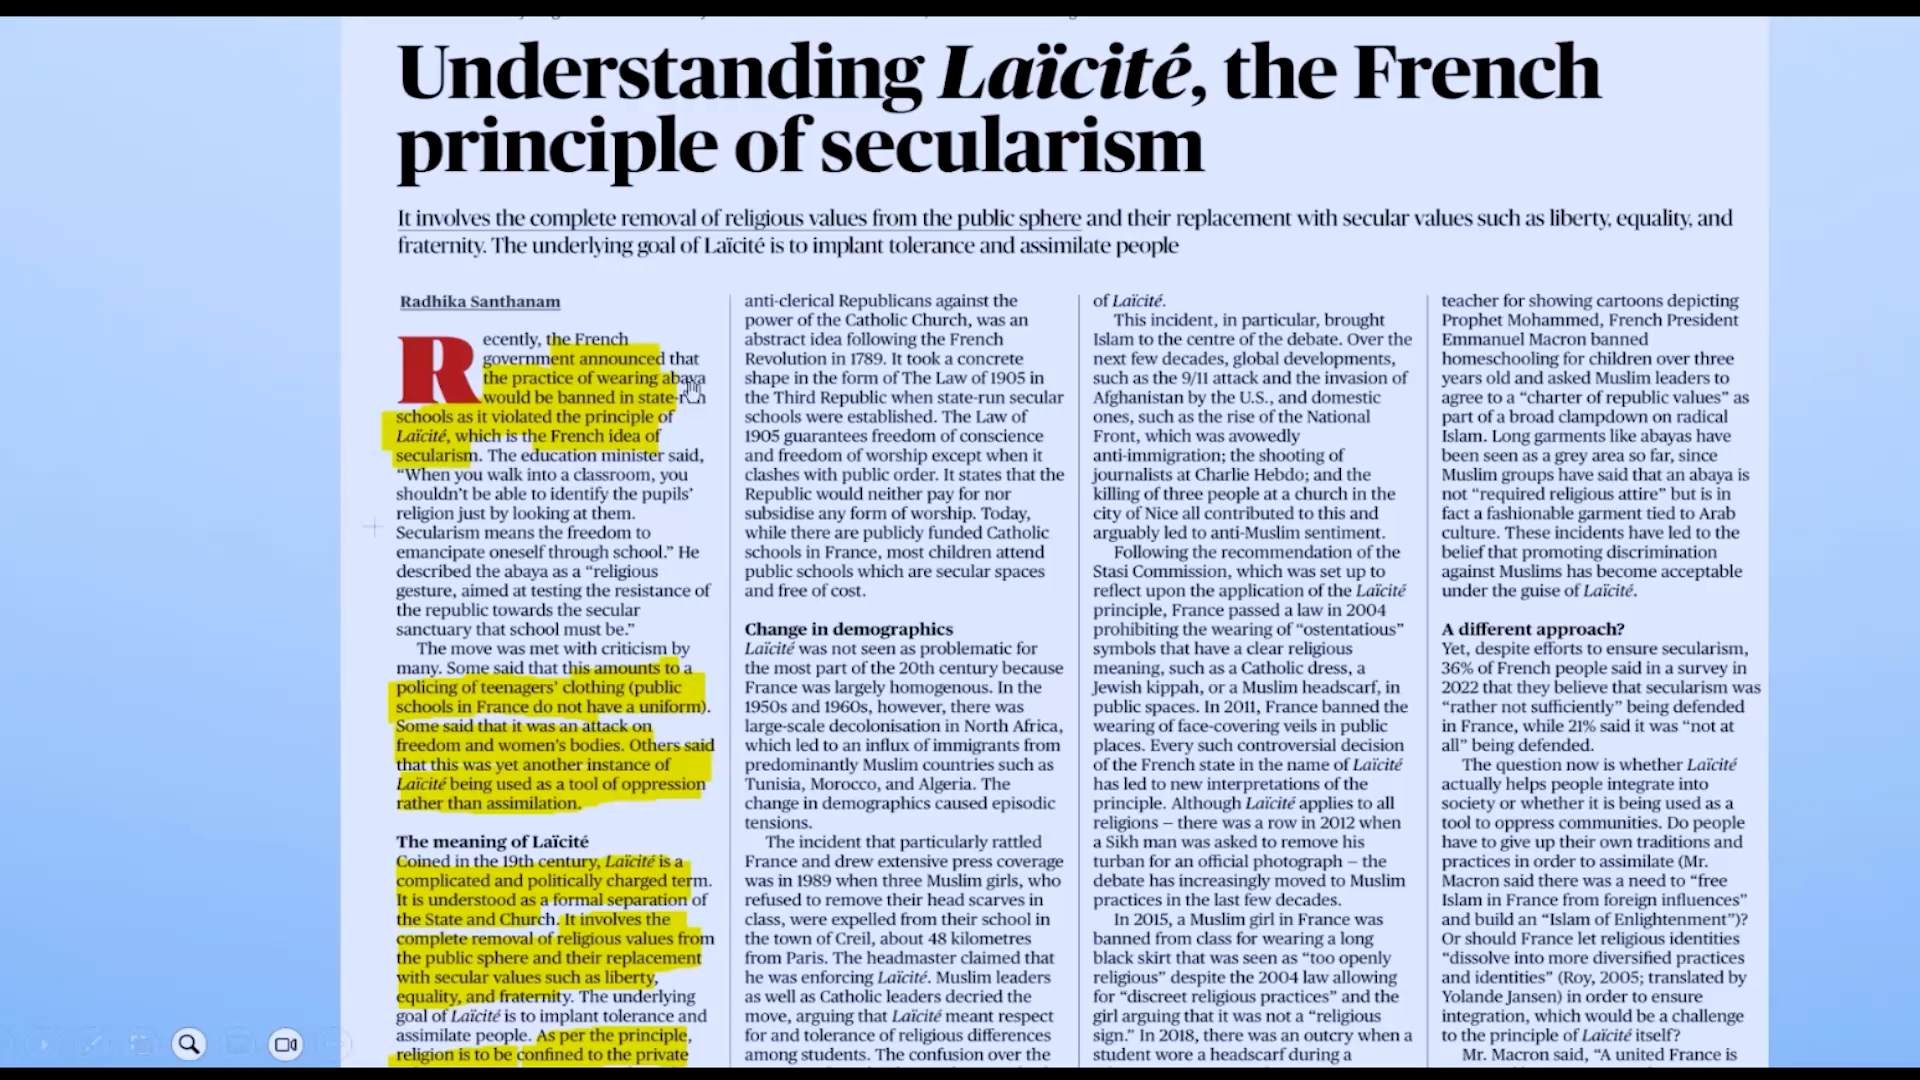 Understanding Laïcité, the French
principle of secularism
It involves the complete removal of religious values from the public sphere and their replacement with secular values such as liberty, equality, and
fraternity. The underlying goal of Laïcité is to implant tolerance and assimilate people
Radhika Santhanam
Recently, the French
government announced that
the practice of wearing abaya
would be banned in state-run
schools as it violated the principle of
Laïcité, which is the French idea of
secularism. The education minister said,
“When you walk into a classroom, you
shouldn’t be able to identify the pupils’
religion just by looking at them.
Secularism means the freedom to
emancipate oneself through school.” He
described the abaya as a “religious
gesture, aimed at testing the resistance of
the republic towards the secular
sanctuary that school must be.”
The move was met with criticism by
many. Some said that this amounts to a
policing of teenagers’ clothing (public
schools in France do not have a uniform).
Some said that it was an attack on
freedom and women’s bodies. Others said
that this was yet another instance of
Laïcité being used as a tool of oppression
rather than assimilation.
The meaning of Laïcité
Coined in the 19th century, Laïcité is a
complicated and politically charged term.
It is understood as a formal separation of
the State and Church. It involves the
complete removal of religious values from
the public sphere and their replacement
with secular values such as liberty,
equality, and fraternity. The underlying
goal of Laïcité is to implant tolerance and
assimilate people. As per the principle,
religion is to be confined to the private
anti-clerical Republicans against the
power of the Catholic Church, was an
abstract idea following the French
Revolution in 1789. It took a concrete
shape in the form of The Law of 1905 in
the Third Republic when state-run secular
schools were established. The Law of
1905 guarantees freedom of conscience
and freedom of worship except when it
clashes with public order. It states that the
Republic would neither pay for nor
subsidise any form of worship. Today,
while there are publicly funded Catholic
schools in France, most children attend
public schools which are secular spaces
and free of cost.
Change in demographics
Laïcité was not seen as problematic for
the most part of the 20th century because
France was largely homogenous. In the
1950s and 1960s, however, there was
large-scale decolonisation in North Africa,
which led to an influx of immigrants from
predominantly Muslim countries such as
Tunisia, Morocco, and Algeria. The
change in demographics caused episodic
tensions.
The incident that particularly rattled
France and drew extensive press coverage
was in 1989 when three Muslim girls, who
refused to remove their head scarves in
class, were expelled from their school in
the town of Creil, about 48 kilometres
from Paris. The headmaster claimed that
he was enforcing Laïcité. Muslim leaders
as well as Catholic leaders decried the
move, arguing that Laïcité meant respect
for and tolerance of religious differences
among students. The confusion over the
of Laïcité.
This incident, in particular, brought
Islam to the centre of the debate. Over the
next few decades, global developments,
such as the 9/11 attack and the invasion of
Afghanistan by the U.S., and domestic
ones, such as the rise of the National
Front, which was avowedly
anti-immigration; the shooting of
journalists at Charlie Hebdo; and the
killing of three people at a church in the
city of Nice all contributed to this and
arguably led to anti-Muslim sentiment.
Following the recommendation of the
Stasi Commission, which was set up to
reflect upon the application of the Laïcité
principle, France passed a law in 2004
prohibiting the wearing of “ostentatious”
symbols that have a clear religious
meaning, such as a Catholic dress, a
Jewish kippah, or a Muslim headscarf, in
public spaces. In 2011, France banned the
wearing of face-covering veils in public
places. Every such controversial decision
of the French state in the name of Laïcité
has led to new interpretations of the
principle. Although Laïcité applies to all
religions – there was a row in 2012 when
a Sikh man was asked to remove his
turban for an official photograph – the
debate has increasingly moved to Muslim
practices in the last few decades.
In 2015, a Muslim girl in France was
banned from class for wearing a long
black skirt that was seen as “too openly
religious” despite the 2004 law allowing
for “discreet religious practices” and the
girl arguing that it was not a “religious
sign.” In 2018, there was an outcry when a
student wore a headscarf during a
teacher for showing cartoons depicting
Prophet Mohammed, French President
Emmanuel Macron banned
homeschooling for children over three
years old and asked Muslim leaders to
agree to a “charter of republic values” as
part of a broad clampdown on radical
Islam. Long garments like abayas have
been seen as a grey area so far, since
Muslim groups have said that an abaya is
not “required religious attire” but is in
fact a fashionable garment tied to Arab
culture. These incidents have led to the
belief that promoting discrimination
against Muslims has become acceptable
under the guise of Laïcité.
A different approach?
Yet, despite efforts to ensure secularism,
36% of French people said in a survey in
2022 that they believe that secularism was
“rather not sufficiently” being defended
in France, while 21% said it was “not at
all” being defended.
The question now is whether Laïcité
actually helps people integrate into
society or whether it is being used as a
tool to oppress communities. Do people
have to give up their own traditions and
practices in order to assimilate (Mr.
Macron said there was a need to “free
Islam in France from foreign influences”
and build an “Islam of Enlightenment”)?
Or should France let religious identities
“dissolve into more diversified practices
and identities” (Roy, 2005; translated by
Yolande Jansen) in order to ensure
integration, which would be a challenge
to the principle of Laïcité itself?
Mr. Macron said, “A united France is